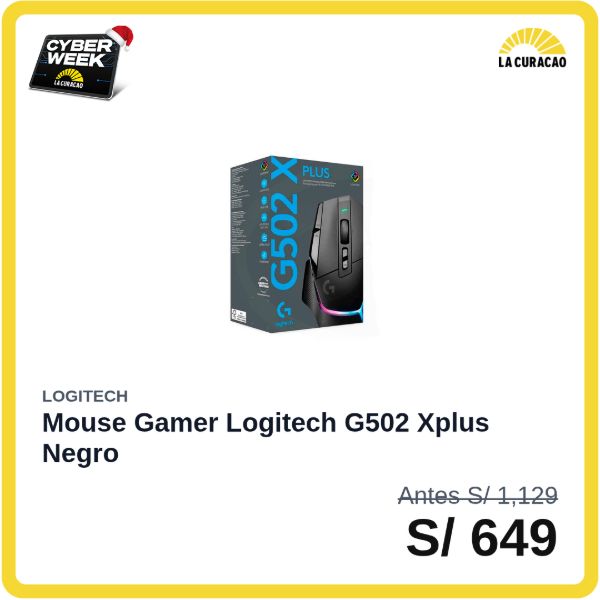 CYBER
WEEK
LA CURACAO
LA CURACAO
G502 X
PLUS
logitech
LOGITECH
Mouse Gamer Logitech G502 Xplus
Negro
Antes S/ 1,129
S/ 649